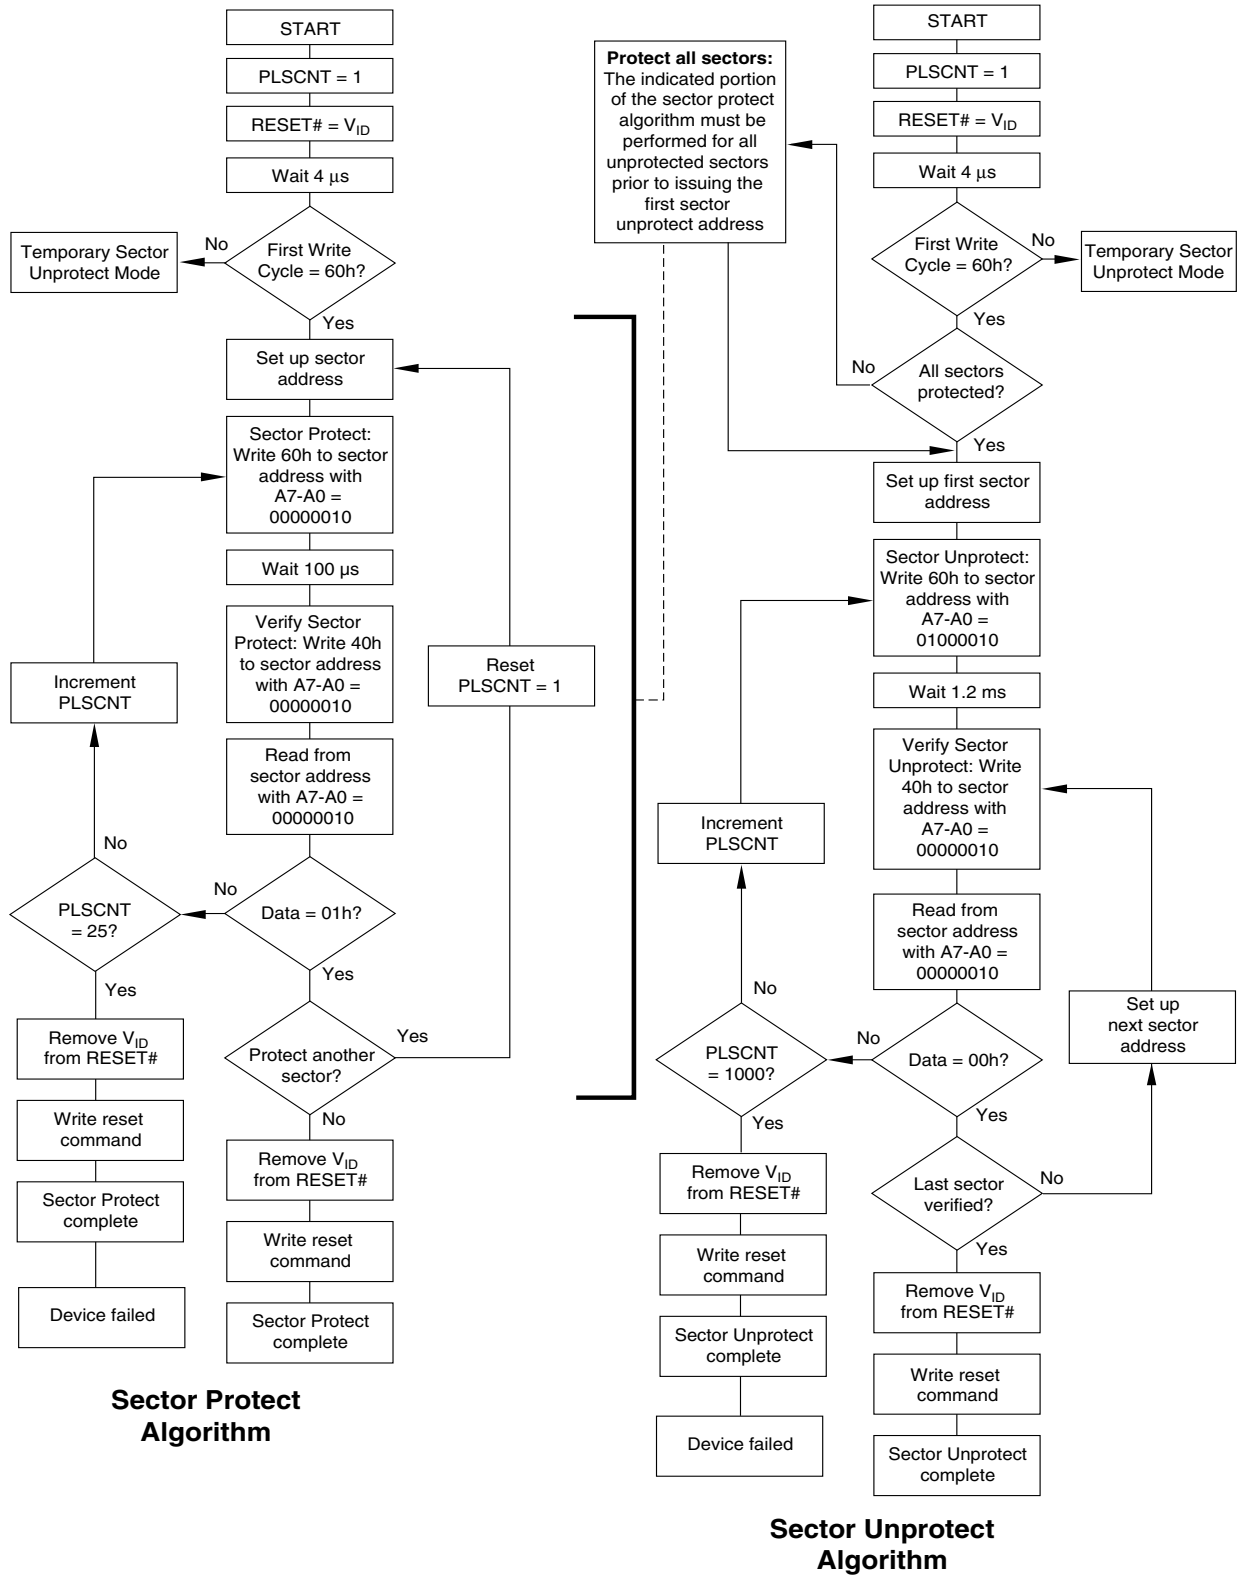 START
PLSCNT = 1
RESET# = VID
Wait 4 μs
First Write
Cycle = 60h?
No
Temporary Sector
Unprotect Mode
Yes
Set up sector
address
Sector Protect:
Write 60h to sector
address with
A7-A0 =
00000010
Wait 100 µs
Verify Sector
Protect: Write 40h
to sector address
with A7-A0 =
00000010
Read from
sector address
with A7-A0 =
00000010
Data = 01h?
No
PLSCNT
= 25?
No
Increment
PLSCNT
Yes
Remove VID
from RESET#
Write reset
command
Sector Protect
complete
Device failed
Yes
Protect another
sector?
Yes
Reset
PLSCNT = 1
No
Remove VID
from RESET#
Write reset
command
Sector Protect
complete
Sector Protect
Algorithm
Protect all sectors:
The indicated portion
of the sector protect
algorithm must be
performed for all
unprotected sectors
prior to issuing the
first sector
unprotect address
START
PLSCNT = 1
RESET# = VID
Wait 4 μs
First Write
Cycle = 60h?
No
Temporary Sector
Unprotect Mode
Yes
All sectors
protected?
No
Yes
Set up first sector
address
Sector Unprotect:
Write 60h to sector
address with
A7-A0 =
01000010
Wait 1.2 ms
Verify Sector
Unprotect: Write
40h to sector
address with
A7-A0 =
00000010
Read from
sector address
with A7-A0 =
00000010
Data = 00h?
No
PLSCNT
= 1000?
No
Increment
PLSCNT
Yes
Remove VID
from RESET#
Write reset
command
Sector Unprotect
complete
Device failed
Yes
Last sector
verified?
No
Set up
next sector
address
Yes
Remove VID
from RESET#
Write reset
command
Sector Unprotect
complete
Sector Unprotect
Algorithm